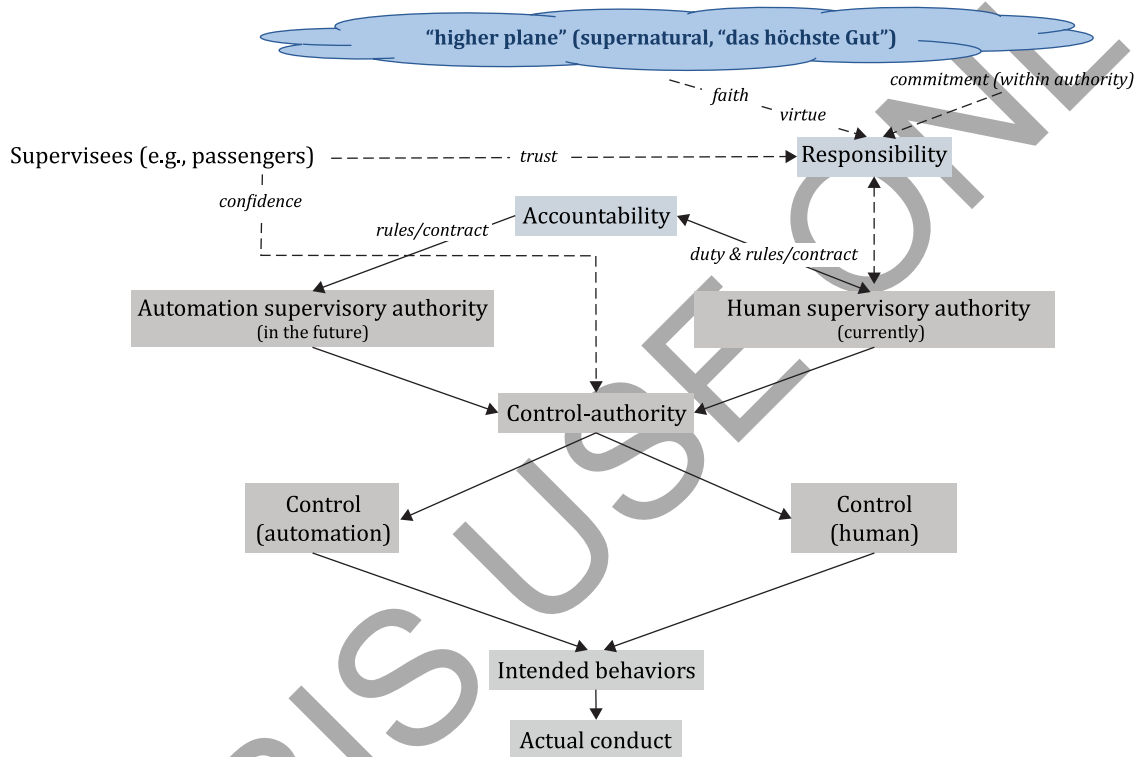 “higher plane” (supernatural, “das höchste Gut”)
commitment (within authority)
faith
virtue
Supervisees (e.g., passengers)
trust
Responsibility
confidence
Accountability
rules/contract
duty & rules/contract
Automation supervisory authority
(in the future)
Human supervisory authority
(currently)
Control-authority
Control
(automation)
Control
(human)
Intended behaviors
Actual conduct
RIS USE ONL